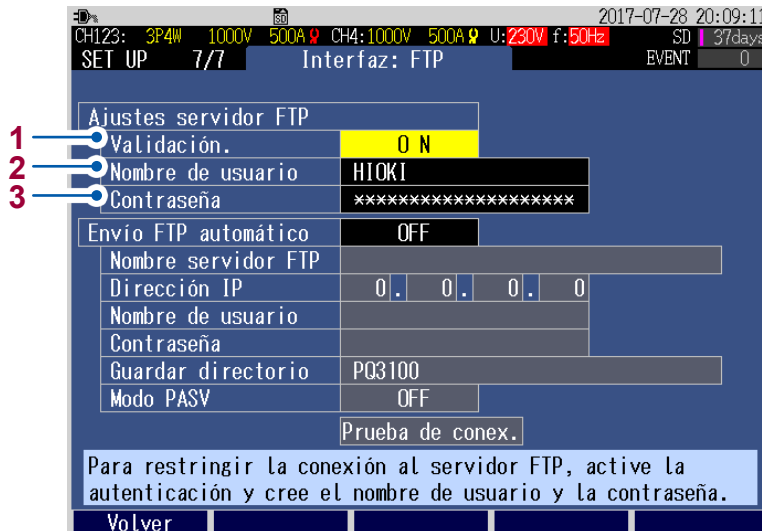 SD 2017-07-28 20:09:11
CH123: 3P4W 1000V 500A CH4:1000V 500A U:230V f:50Hz SD 37days
SET UP 7/7 Interfaz: FTP EVENT 0
Ajustes servidor FTP
1 Validación. ON
2 Nombre de usuario HIOKI
3 Contraseña ********************
Envío FTP automático OFF
Nombre servidor FTP
Dirección IP 0. 0. 0. 0
Nombre de usuario
Contraseña
Guardar directorio PQ3100
Modo PASV OFF
Prueba de conex.
Para restringir la conexión al servidor FTP, active la
autenticación y cree el nombre de usuario y la contraseña.
Volver